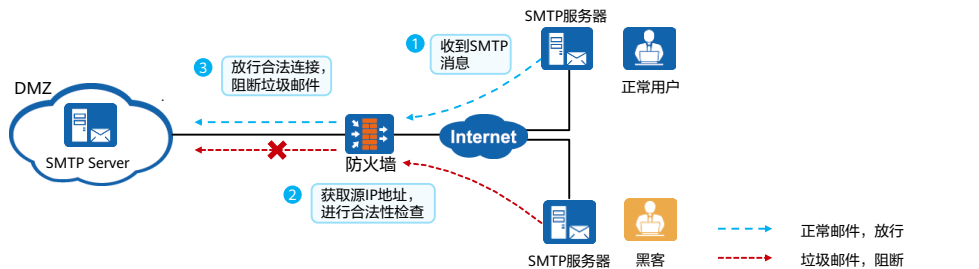 SMTP服务器
1
收到SMTP
消息
正常用户
3
放行合法连接，
阻断垃圾邮件
DMZ
SMTP Server
防火墙
Internet
2
获取源IP地址，
进行合法性检查
SMTP服务器
黑客
正常邮件，放行
垃圾邮件，阻断